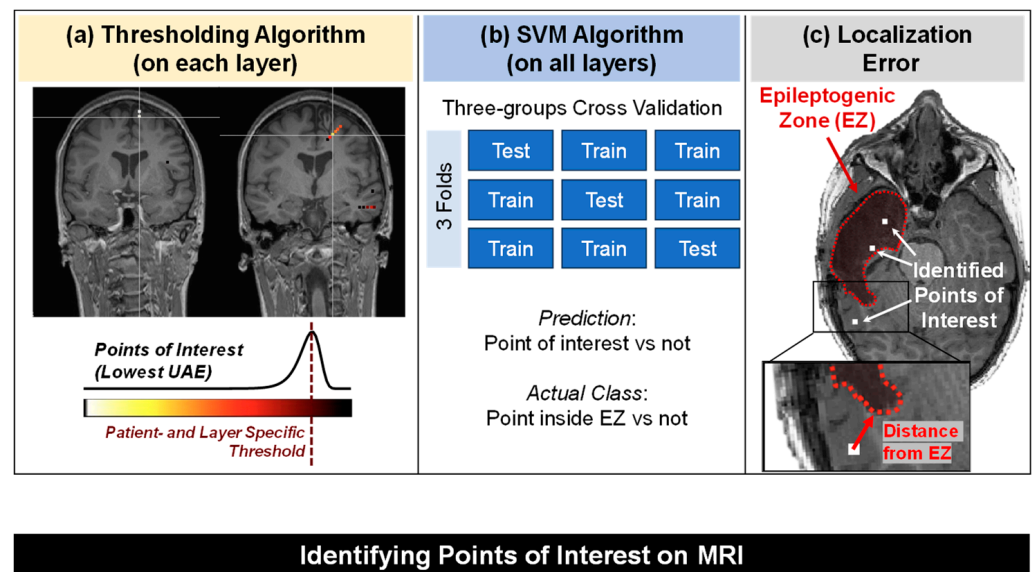 (a) Thresholding Algorithm
(on each layer)
Points of Interest
(Lowest UAE)
Patient- and Layer Specific
Threshold
(b) SVM Algorithm
(on all layers)
Three-groups Cross Validation
3 Folds
Test Train Train
Train Test Train
Train Train Test
Prediction:
Point of interest vs not
Actual Class:
Point inside EZ vs not
(c) Localization
Error
Epileptogenic
Zone (EZ)
Identified
Points of
Interest
Distance
from EZ
Identifying Points of Interest on MRI